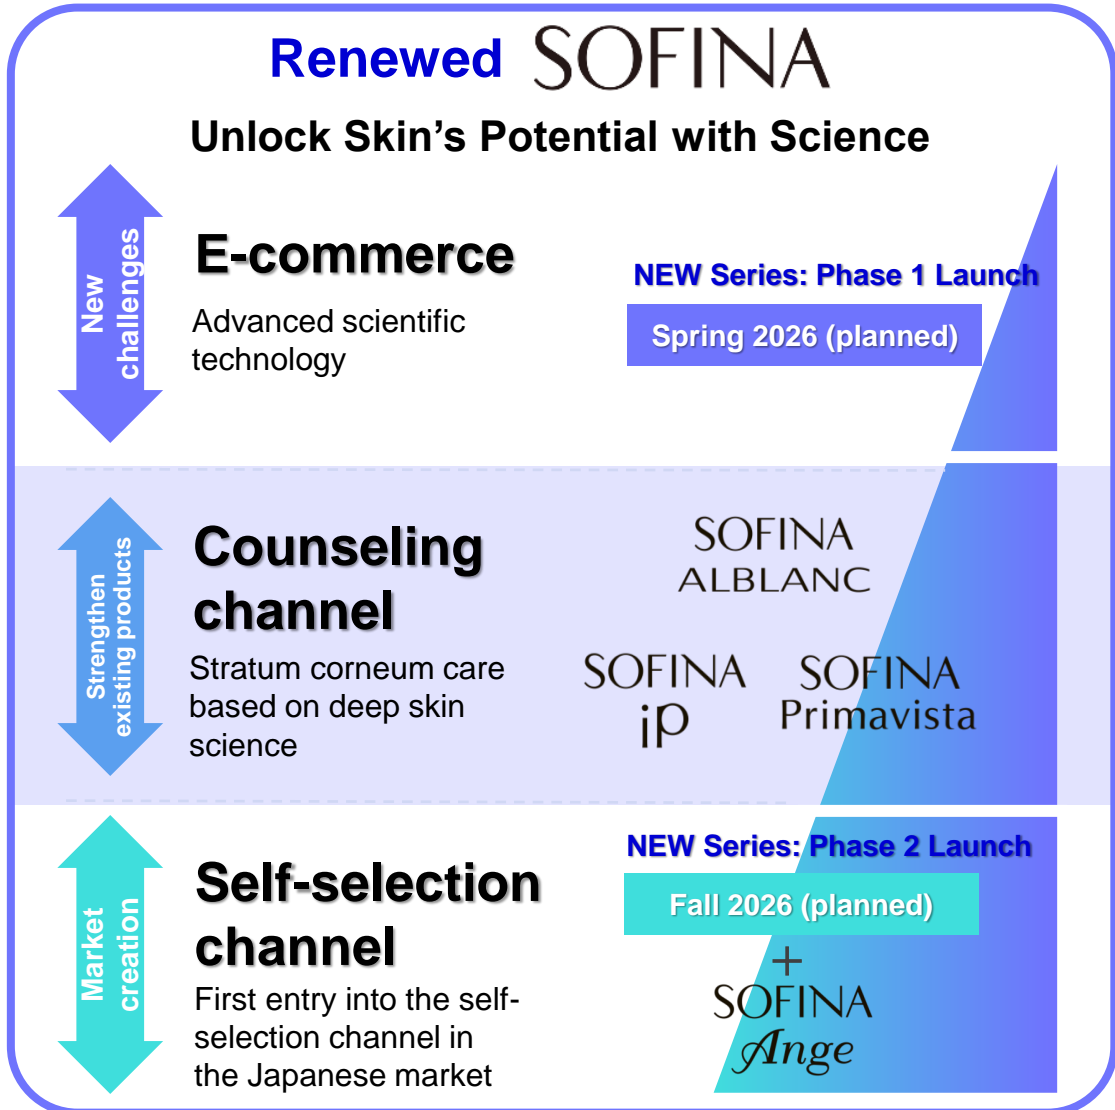 Renewed SOFINA
Unlock Skin’s Potential with Science
New
challenges
E-commerce
Advanced scientific
technology
NEW Series: Phase 1 Launch
Spring 2026 (planned)
Strengthen
existing products
Counseling
channel
Stratum corneum care
based on deep skin
science
SOFINA
ALBLANC
SOFINA
iP
SOFINA
Primavista
Market
creation
Self-selection
channel
First entry into the self-
selection channel in
the Japanese market
NEW Series: Phase 2 Launch
Fall 2026 (planned)
+
SOFINA
Ange